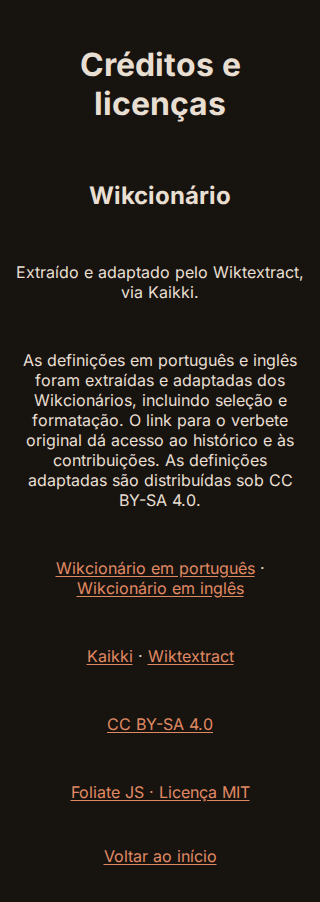 Créditos e
licenças
Wikcionário
Extraído e adaptado pelo Wiktextract,
via Kaikki.
As definições em português e inglês
foram extraídas e adaptadas dos
Wikcionários, incluindo seleção e
formatação. O link para o verbete
original dá acesso ao histórico e às
contribuições. As definições
adaptadas são distribuídas sob CC
BY-SA 4.0.
Wikcionário em português ·
Wikcionário em inglês
Kaikki · Wiktextract
CC BY-SA 4.0
Foliate JS · Licença MIT
Voltar ao início